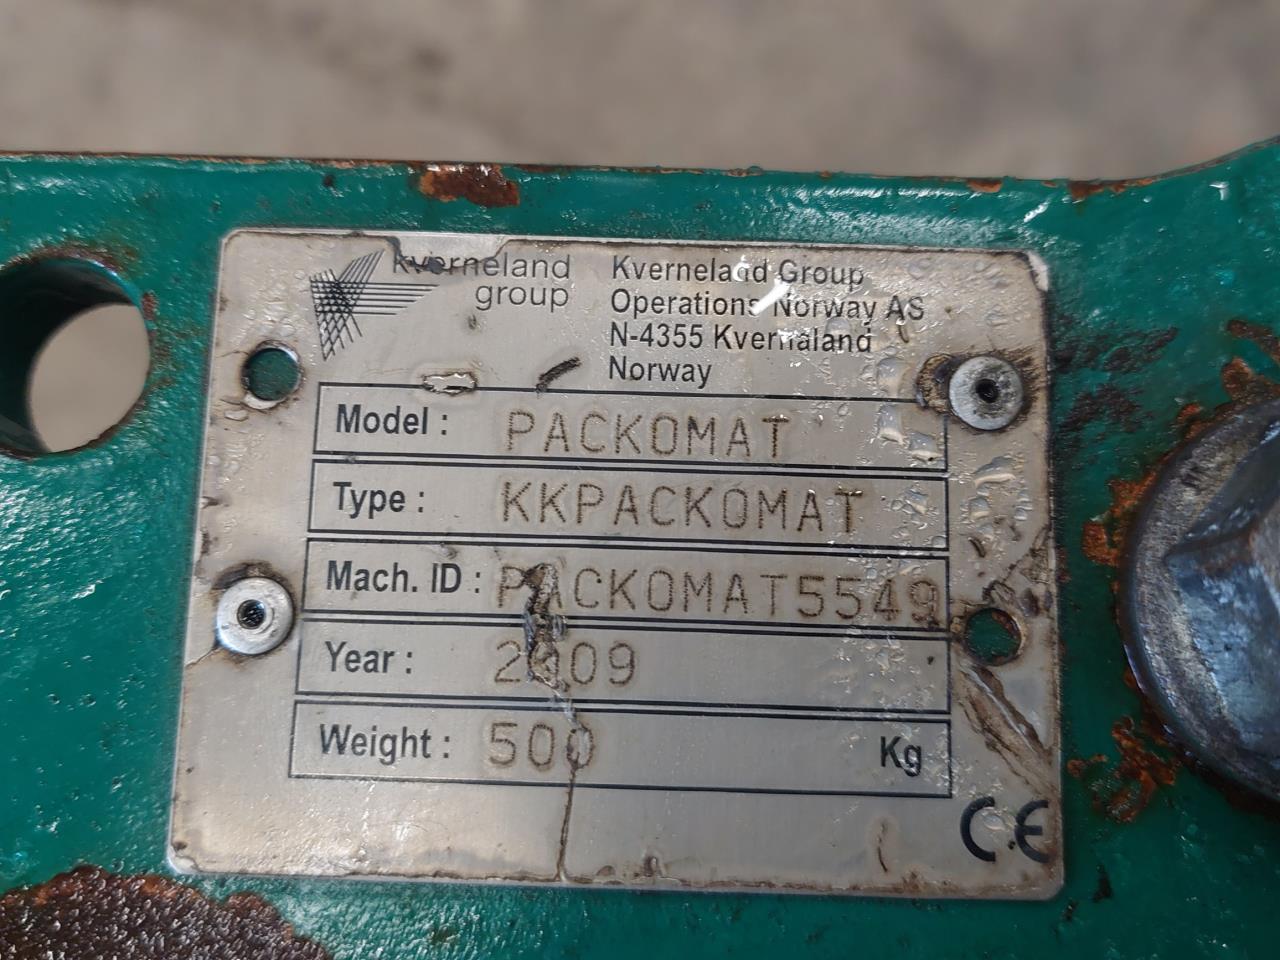 kverneland
group
Kverneland Group
Operations Norway AS
N-4355 Kvernaland
Norway
Model : PACKOMAT
Type : KKPACKOMAT
Mach. ID : PACKOMAT5549
Year : 2009
Weight : 500 Kg
CE